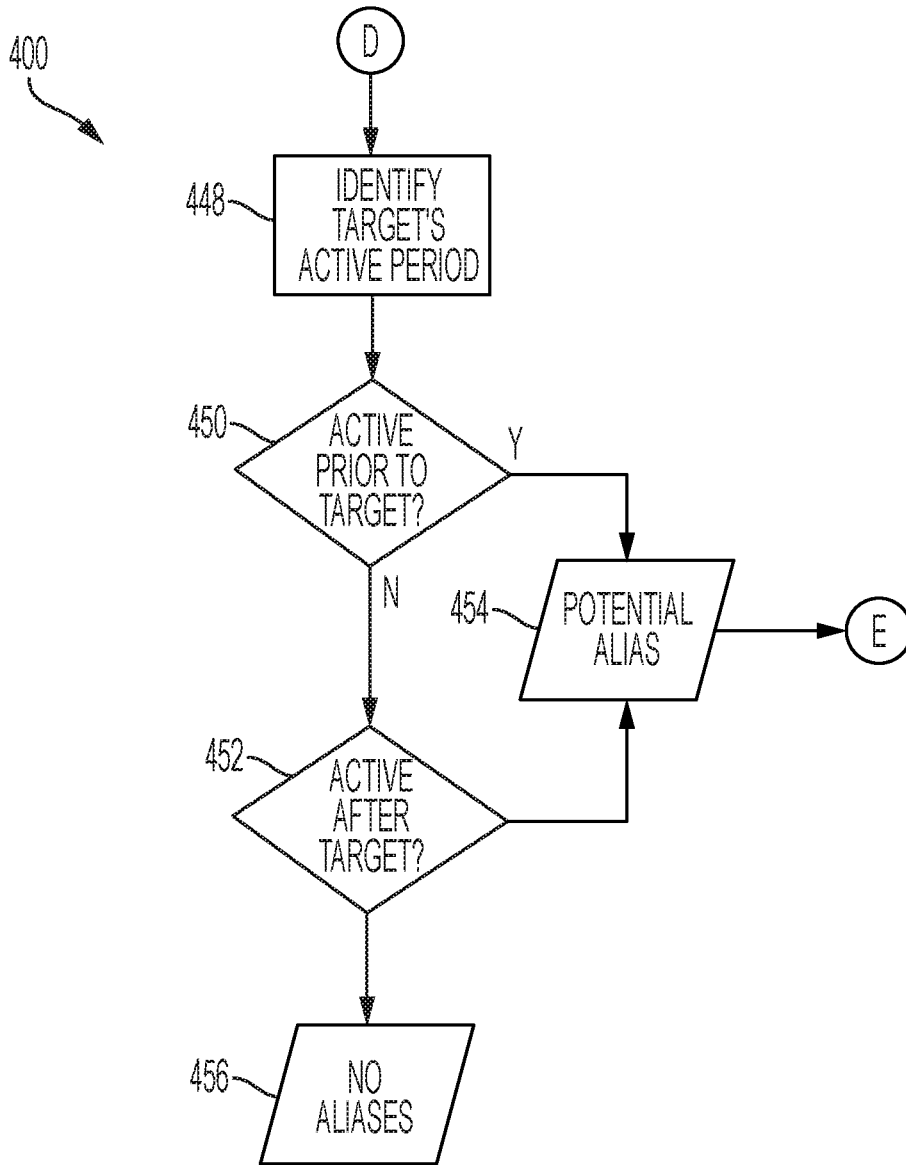 D
400
448
IDENTIFY
TARGET'S
ACTIVE PERIOD
450
ACTIVE
PRIOR TO
TARGET?
Y
N
454
POTENTIAL
ALIAS
E
452
ACTIVE
AFTER
TARGET?
456
NO
ALIASES